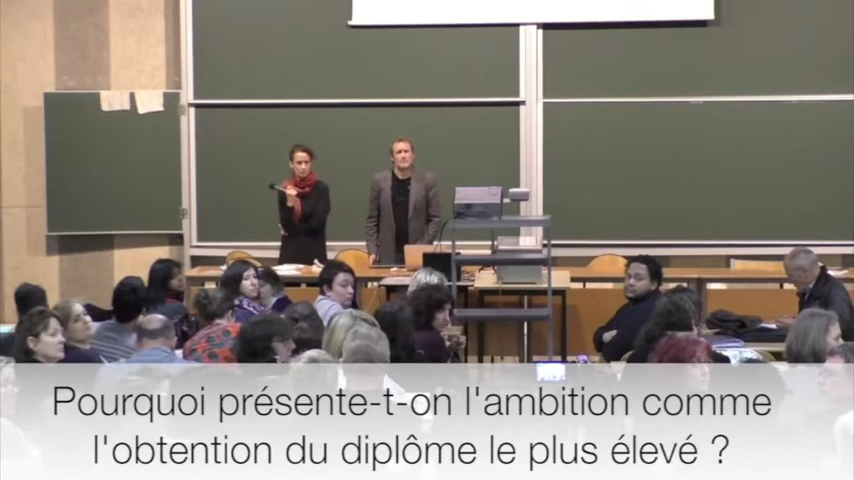 Pourquoi présente-t-on l'ambition comme
l'obtention du diplôme le plus élevé ?